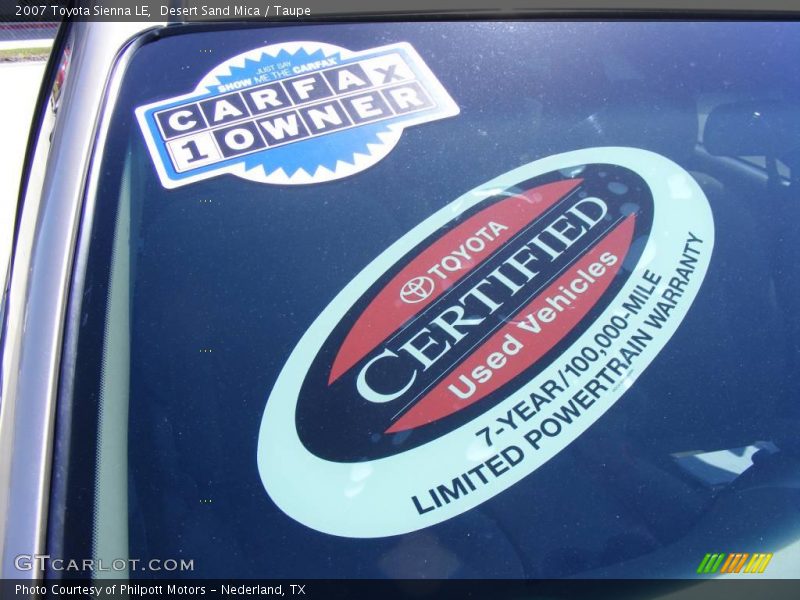 2007 Toyota Sienna LE,  Desert Sand Mica / Taupe
JUST SAY
SHOW ME THE CARFAX
CARFAX
1 OWNER
TOYOTA
CERTIFIED
Used Vehicles
7-YEAR/100,000-MILE
LIMITED POWERTRAIN WARRANTY
GTCARLOT.COM
Photo Courtesy of Philpott Motors - Nederland, TX